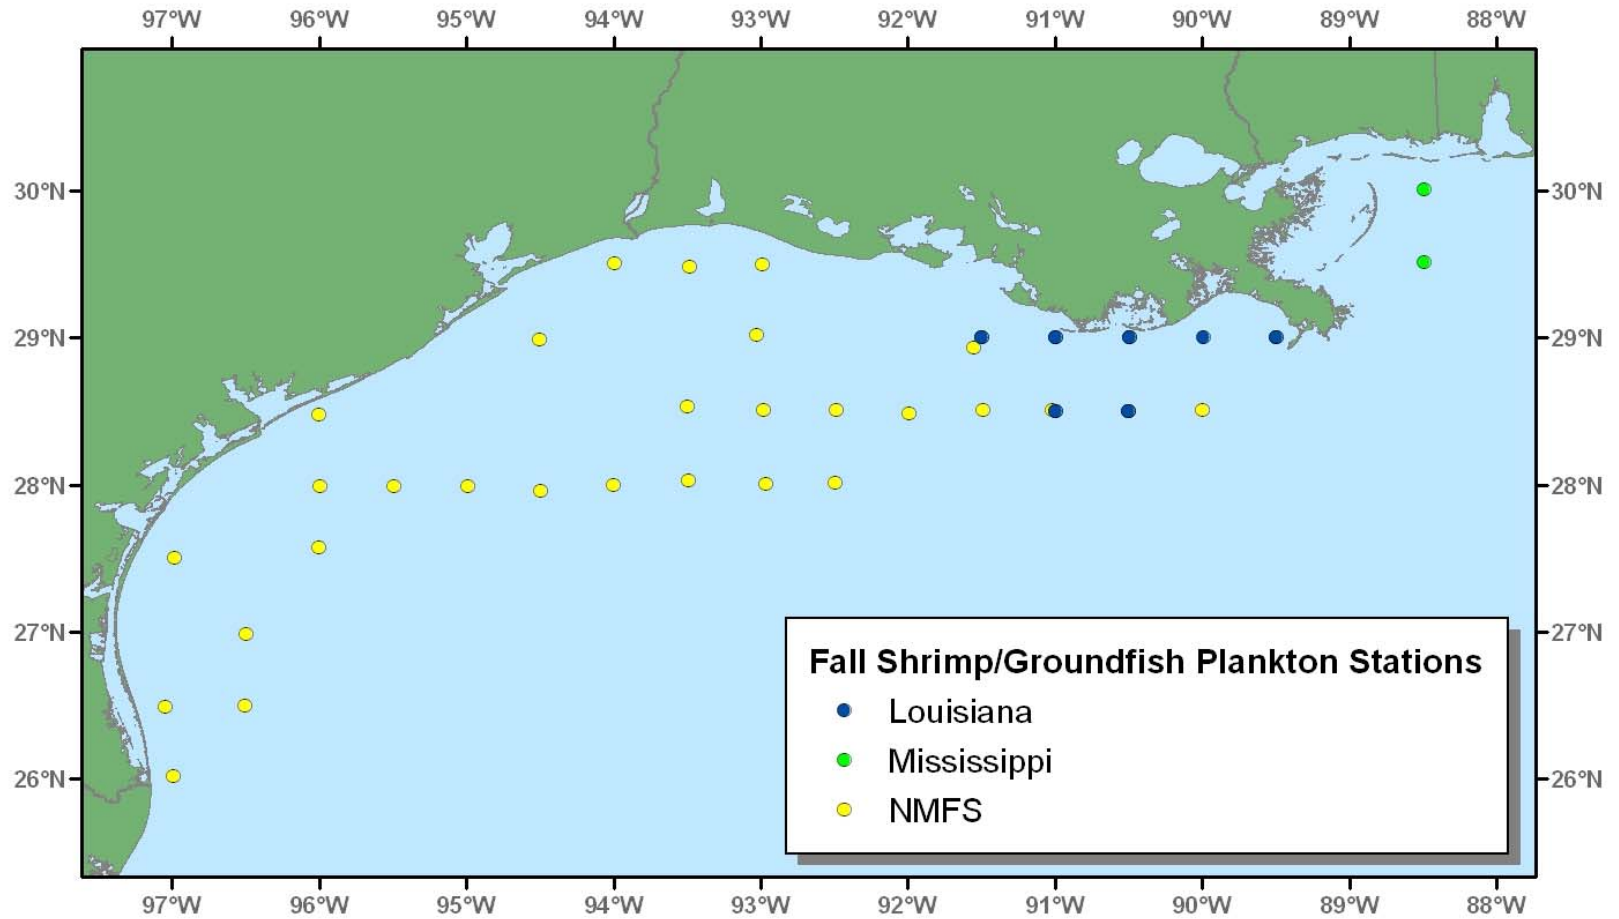 97°W 96°W 95°W 94°W 93°W 92°W 91°W 90°W 89°W 88°W
30°N 30°N
29°N 29°N
28°N 28°N
27°N 27°N
Fall Shrimp/Groundfish Plankton Stations
Louisiana
Mississippi
26°N 26°N
NMFS
97°W 96°W 95°W 94°W 93°W 92°W 91°W 90°W 89°W 88°W